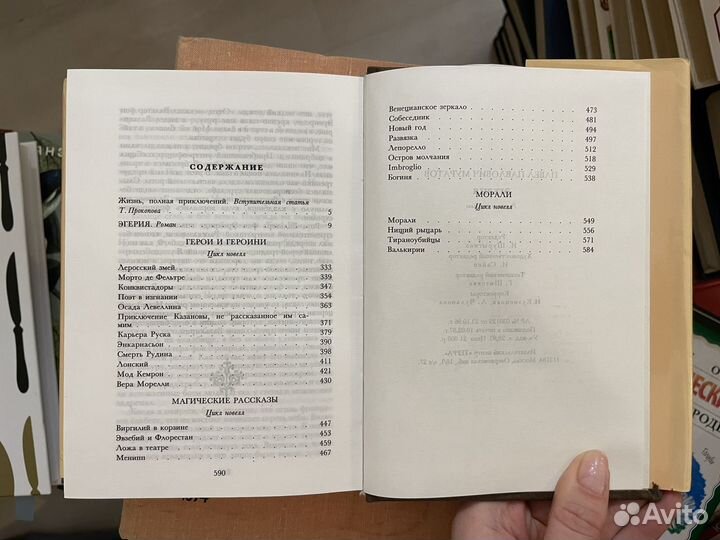 СОДЕРЖАНИЕ
Жизнь, полная приключений. Вступительная статья
Т. Прокопова . . . 5
ЭГЕРИЯ. Роман . . . 9
ГЕРОИ И ГЕРОИНИ
Цикл новелл
Леросский змей . . . 333
Морто де Фельтре . . . 339
Конквистадоры . . . 347
Поэт в изгнании . . . 354
Осада Левеллина . . . 363
Приключение Казановы, не рассказанное им са-
мим . . . 371
Карьера Руска . . . 379
Энкарнасьон . . . 390
Смерть Рудина . . . 398
Лонский . . . 411
Мод Кемрон . . . 421
Вера Морелли . . . 430
МАГИЧЕСКИЕ РАССКАЗЫ
Цикл новелл
Виргилий в корзине . . . 447
Эвзебий и Флорестан . . . 453
Ложа в театре . . . 459
Менипп . . . 467
590
Венецианское зеркало . . . 473
Собеседник . . . 481
Новый год . . . 494
Развязка . . . 497
Лепорелло . . . 512
Остров молчания . . . 518
Imbroglio . . . 529
Богиня . . . 538
МОРАЛИ
Цикл новелл
Морали . . . 549
Нищий рыцарь . . . 556
Тираноубийцы . . . 571
Валькирии . . . 584
Avito